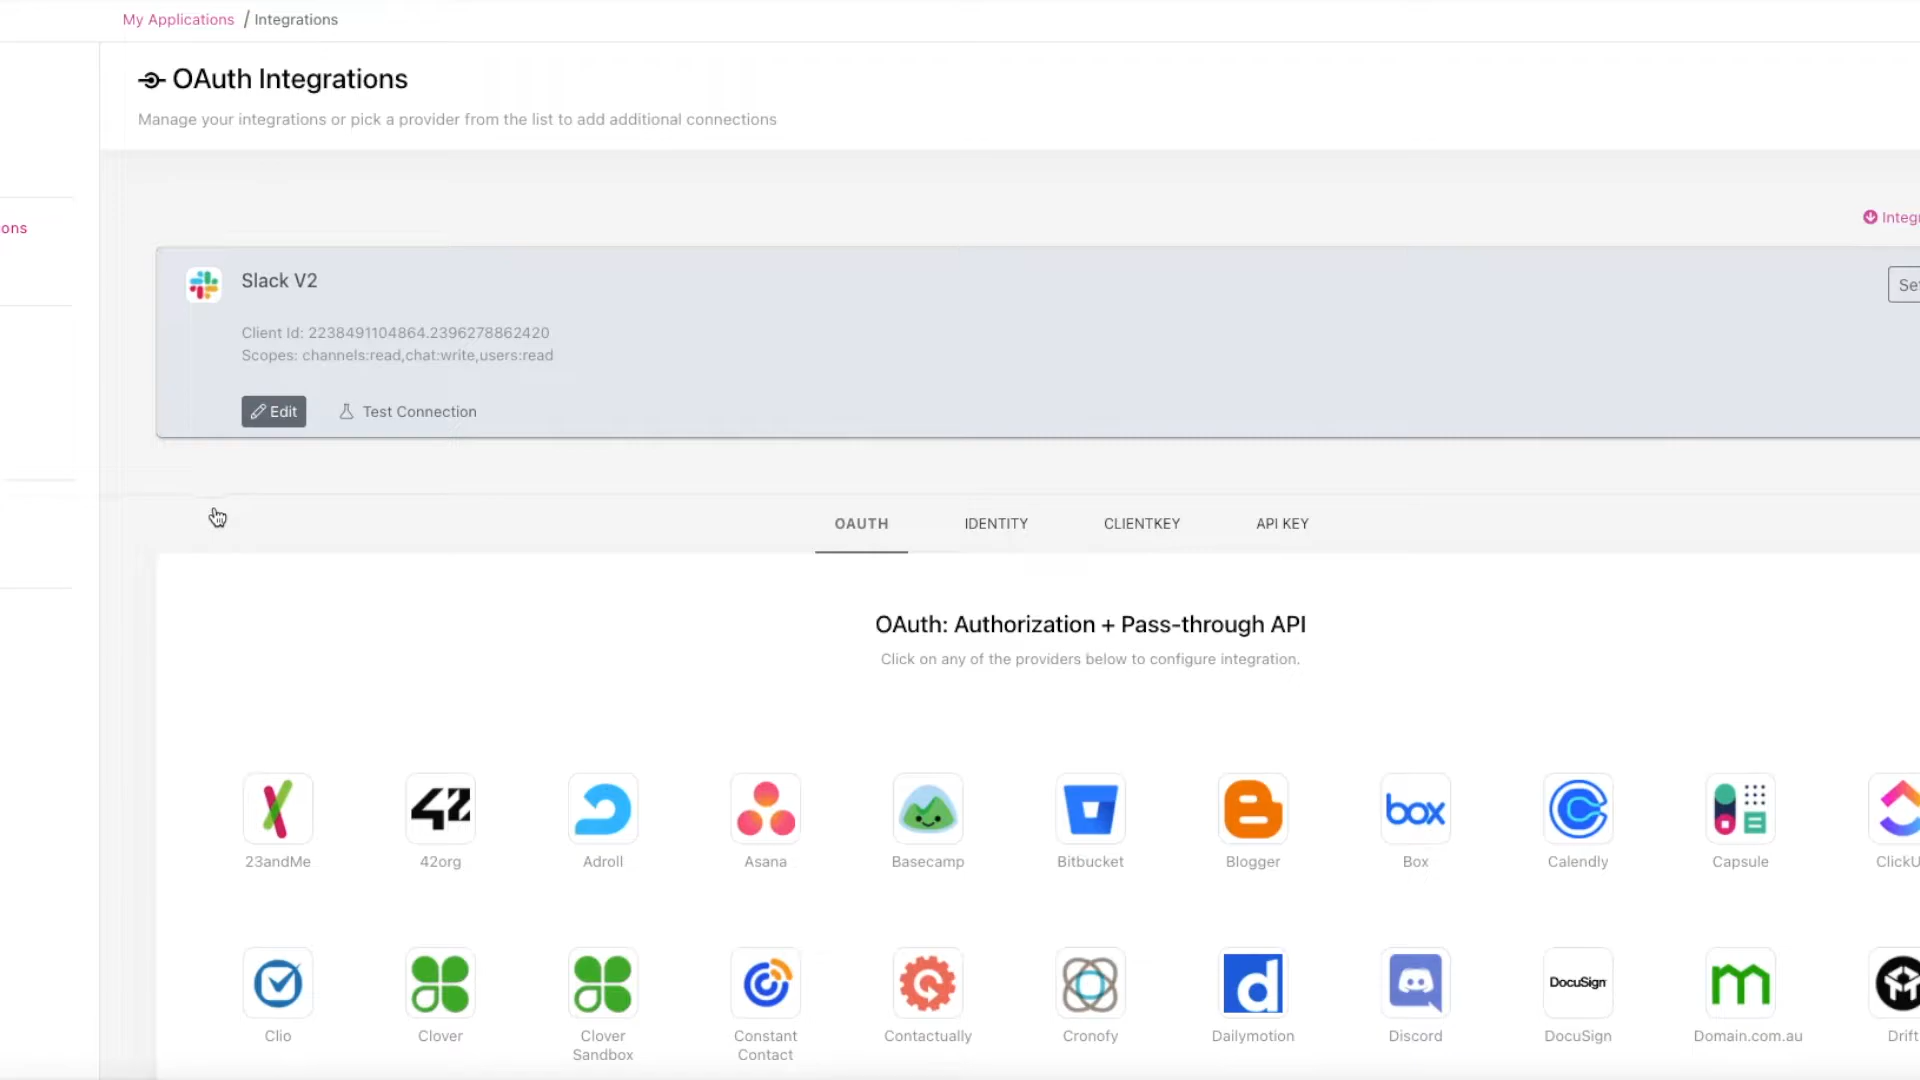 My Applications / Integrations
OAuth Integrations
Manage your integrations or pick a provider from the list to add additional connections
ons
Integ
Slack V2
Se
Client Id: 2238491104864.2396278862420
Scopes: channels:read,chat:write,users:read
Edit
Test Connection
OAUTH IDENTITY CLIENTKEY API KEY
OAuth: Authorization + Pass-through API
Click on any of the providers below to configure integration.
42 box
23andMe 42org Adroll Asana Basecamp Bitbucket Blogger Box Calendly Capsule ClickU
d DocuSign m
Clio Clover Clover Sandbox Constant Contact Contactually Cronofy Dailymotion Discord DocuSign Domain.com.au Drift